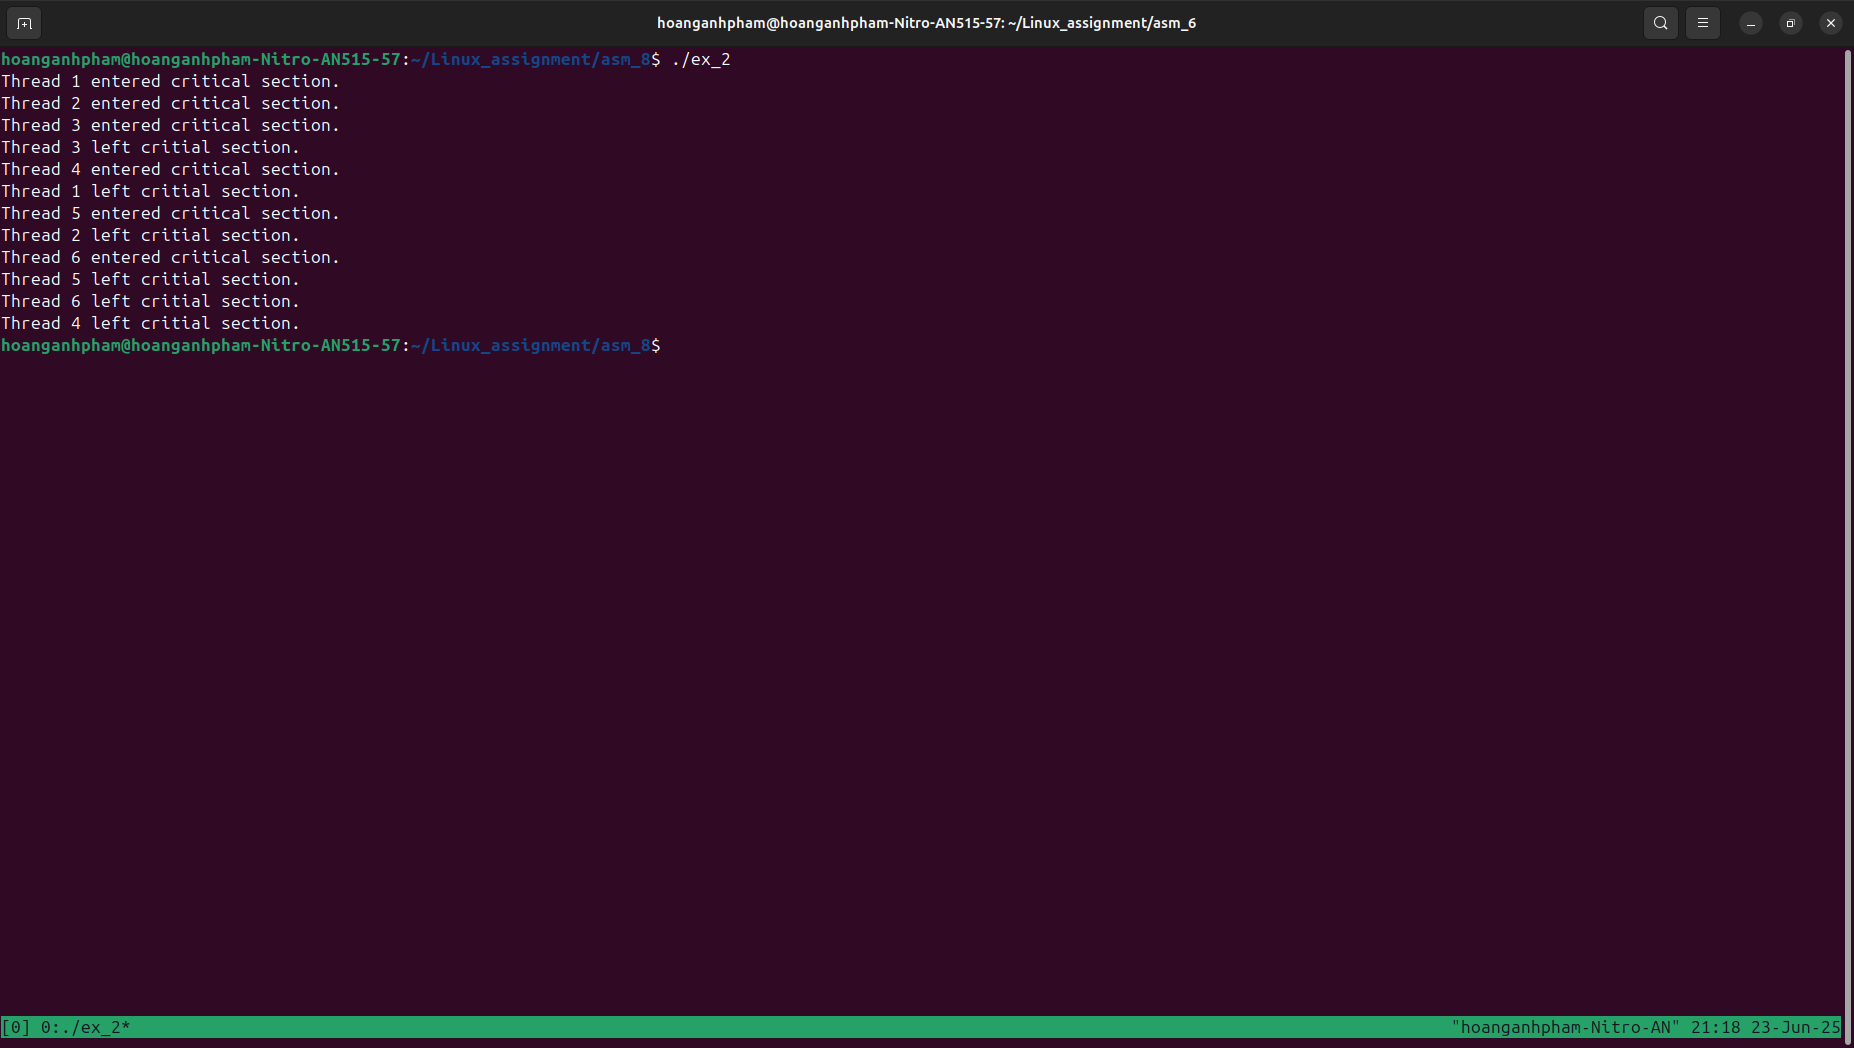 hoanganhpham@hoanganhpham-Nitro-AN515-57: ~/Linux_assignment/asm_6
hoanganhpham@hoanganhpham-Nitro-AN515-57:~/Linux_assignment/asm_8$ ./ex_2
Thread 1 entered critical section.
Thread 2 entered critical section.
Thread 3 entered critical section.
Thread 3 left critial section.
Thread 4 entered critical section.
Thread 1 left critial section.
Thread 5 entered critical section.
Thread 2 left critial section.
Thread 6 entered critical section.
Thread 5 left critial section.
Thread 6 left critial section.
Thread 4 left critial section.
hoanganhpham@hoanganhpham-Nitro-AN515-57:~/Linux_assignment/asm_8$
[0] 0:./ex_2* "hoanganhpham-Nitro-AN" 21:18 23-Jun-25